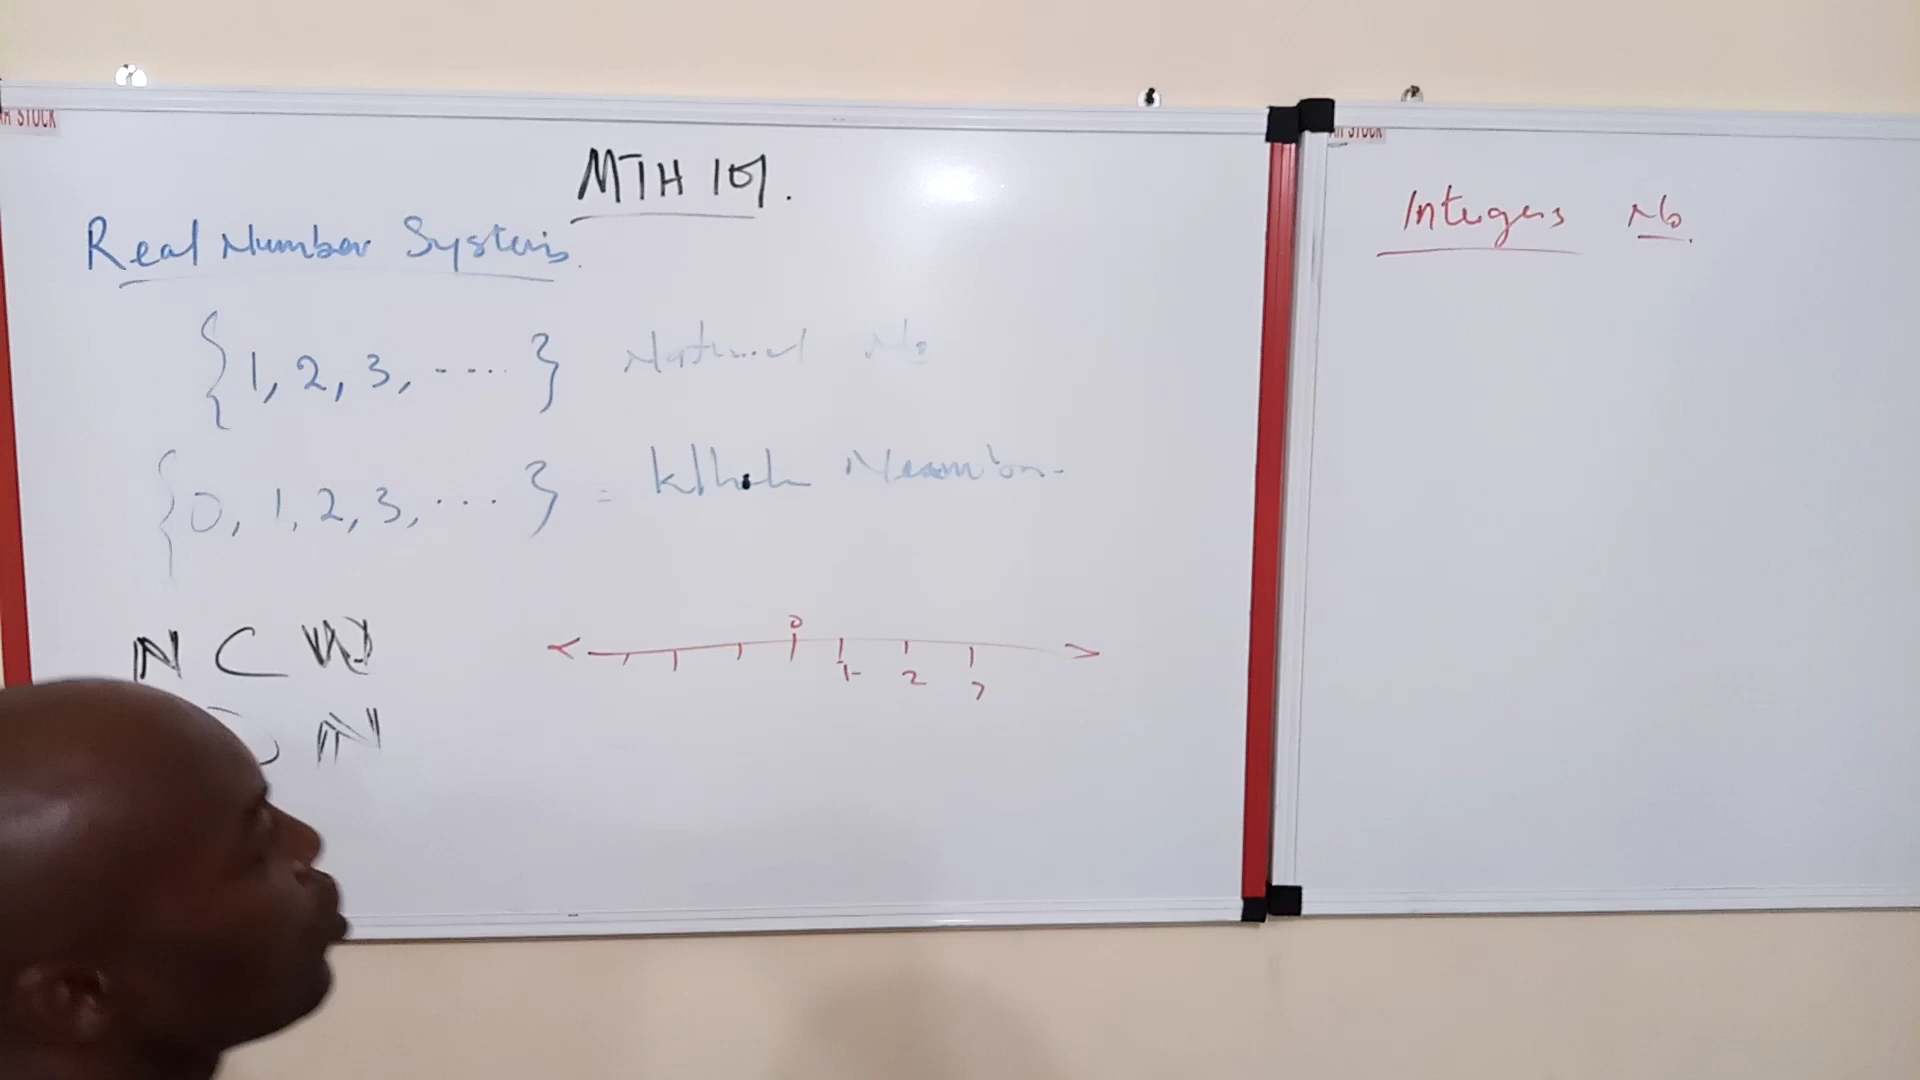 MTH 101.
Real Number System.
{1, 2, 3, ....} Natural No
{0, 1, 2, 3, ... } = Whole Number
N ⊂ W
⊃ N
0
1 2 3
Integers No.